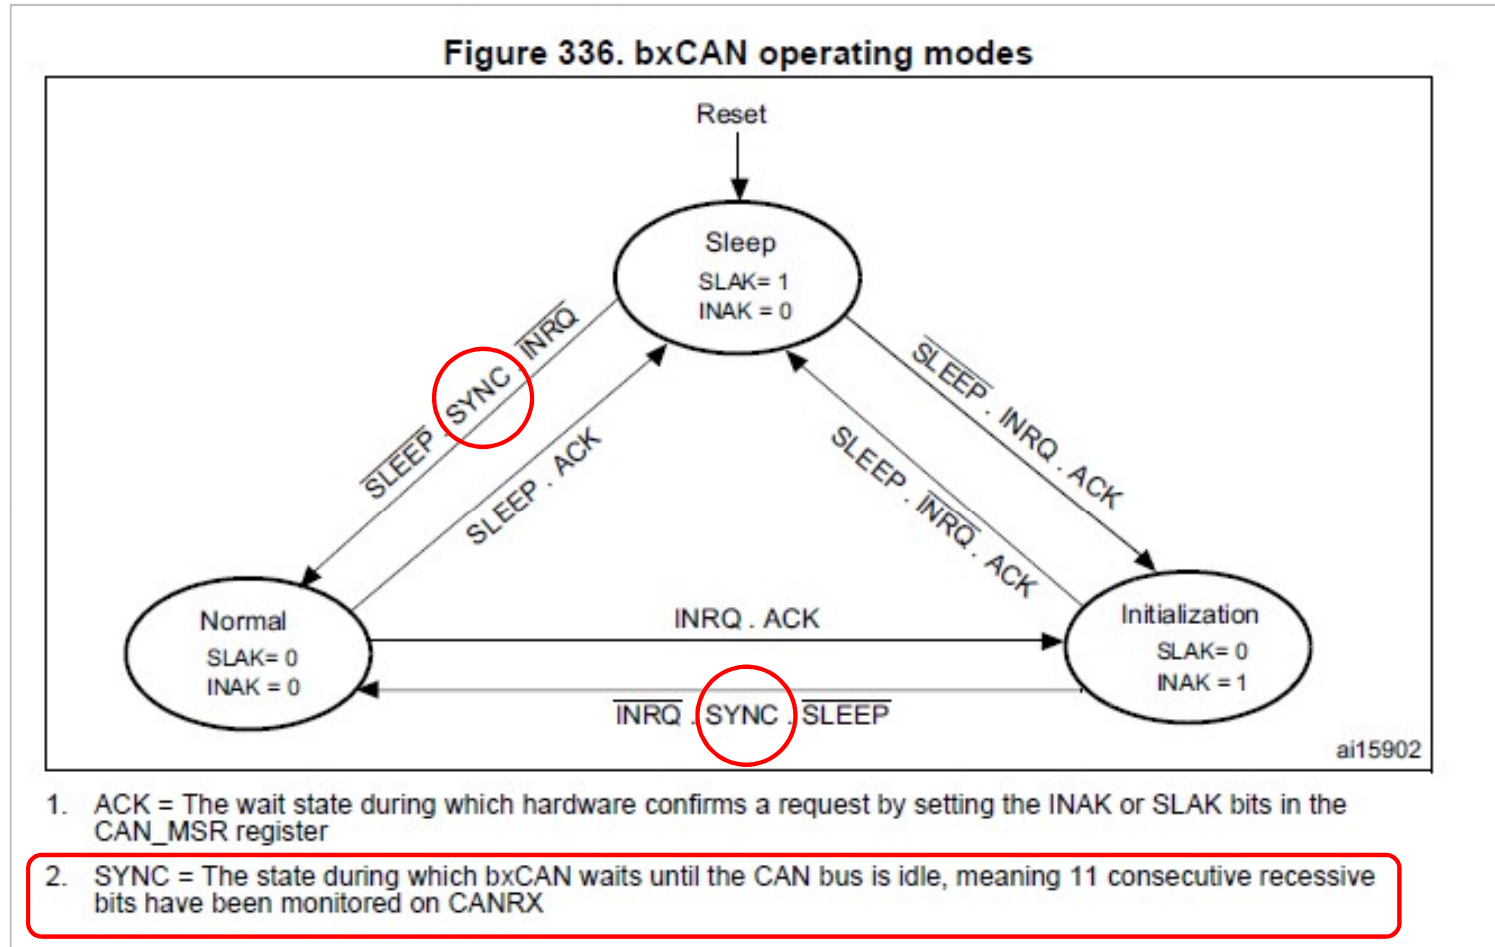 Figure 336. bxCAN operating modes
Reset
Sleep
SLAK= 1
INAK = 0
SLEEP . SYNC . INRQ
SLEEP . ACK
SLEEP . INRQ . ACK
SLEEP . INRQ . ACK
Normal
SLAK= 0
INAK = 0
INRQ . ACK
INRQ . SYNC . SLEEP
Initialization
SLAK= 0
INAK = 1
ai15902
1. ACK = The wait state during which hardware confirms a request by setting the INAK or SLAK bits in the
CAN_MSR register
2. SYNC = The state during which bxCAN waits until the CAN bus is idle, meaning 11 consecutive recessive
bits have been monitored on CANRX